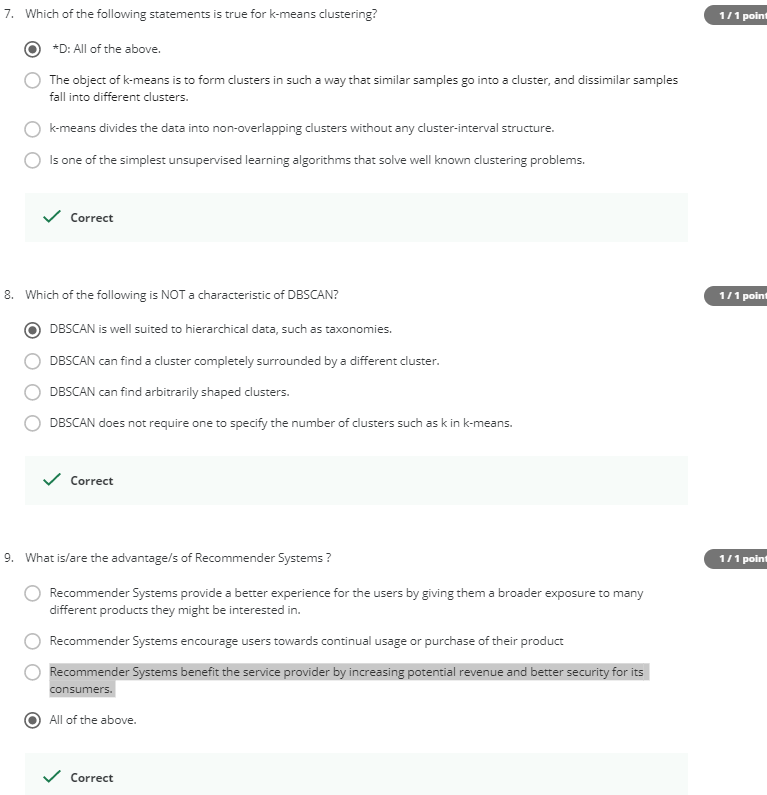 7. Which of the following statements is true for k-means clustering?
1 / 1 point
*D: All of the above.
The object of k-means is to form clusters in such a way that similar samples go into a cluster, and dissimilar samples
fall into different clusters.
k-means divides the data into non-overlapping clusters without any cluster-interval structure.
Is one of the simplest unsupervised learning algorithms that solve well known clustering problems.
Correct
8. Which of the following is NOT a characteristic of DBSCAN?
1 / 1 point
DBSCAN is well suited to hierarchical data, such as taxonomies.
DBSCAN can find a cluster completely surrounded by a different cluster.
DBSCAN can find arbitrarily shaped clusters.
DBSCAN does not require one to specify the number of clusters such as k in k-means.
Correct
9. What is/are the advantage/s of Recommender Systems ?
1 / 1 point
Recommender Systems provide a better experience for the users by giving them a broader exposure to many
different products they might be interested in.
Recommender Systems encourage users towards continual usage or purchase of their product
Recommender Systems benefit the service provider by increasing potential revenue and better security for its
consumers.
All of the above.
Correct